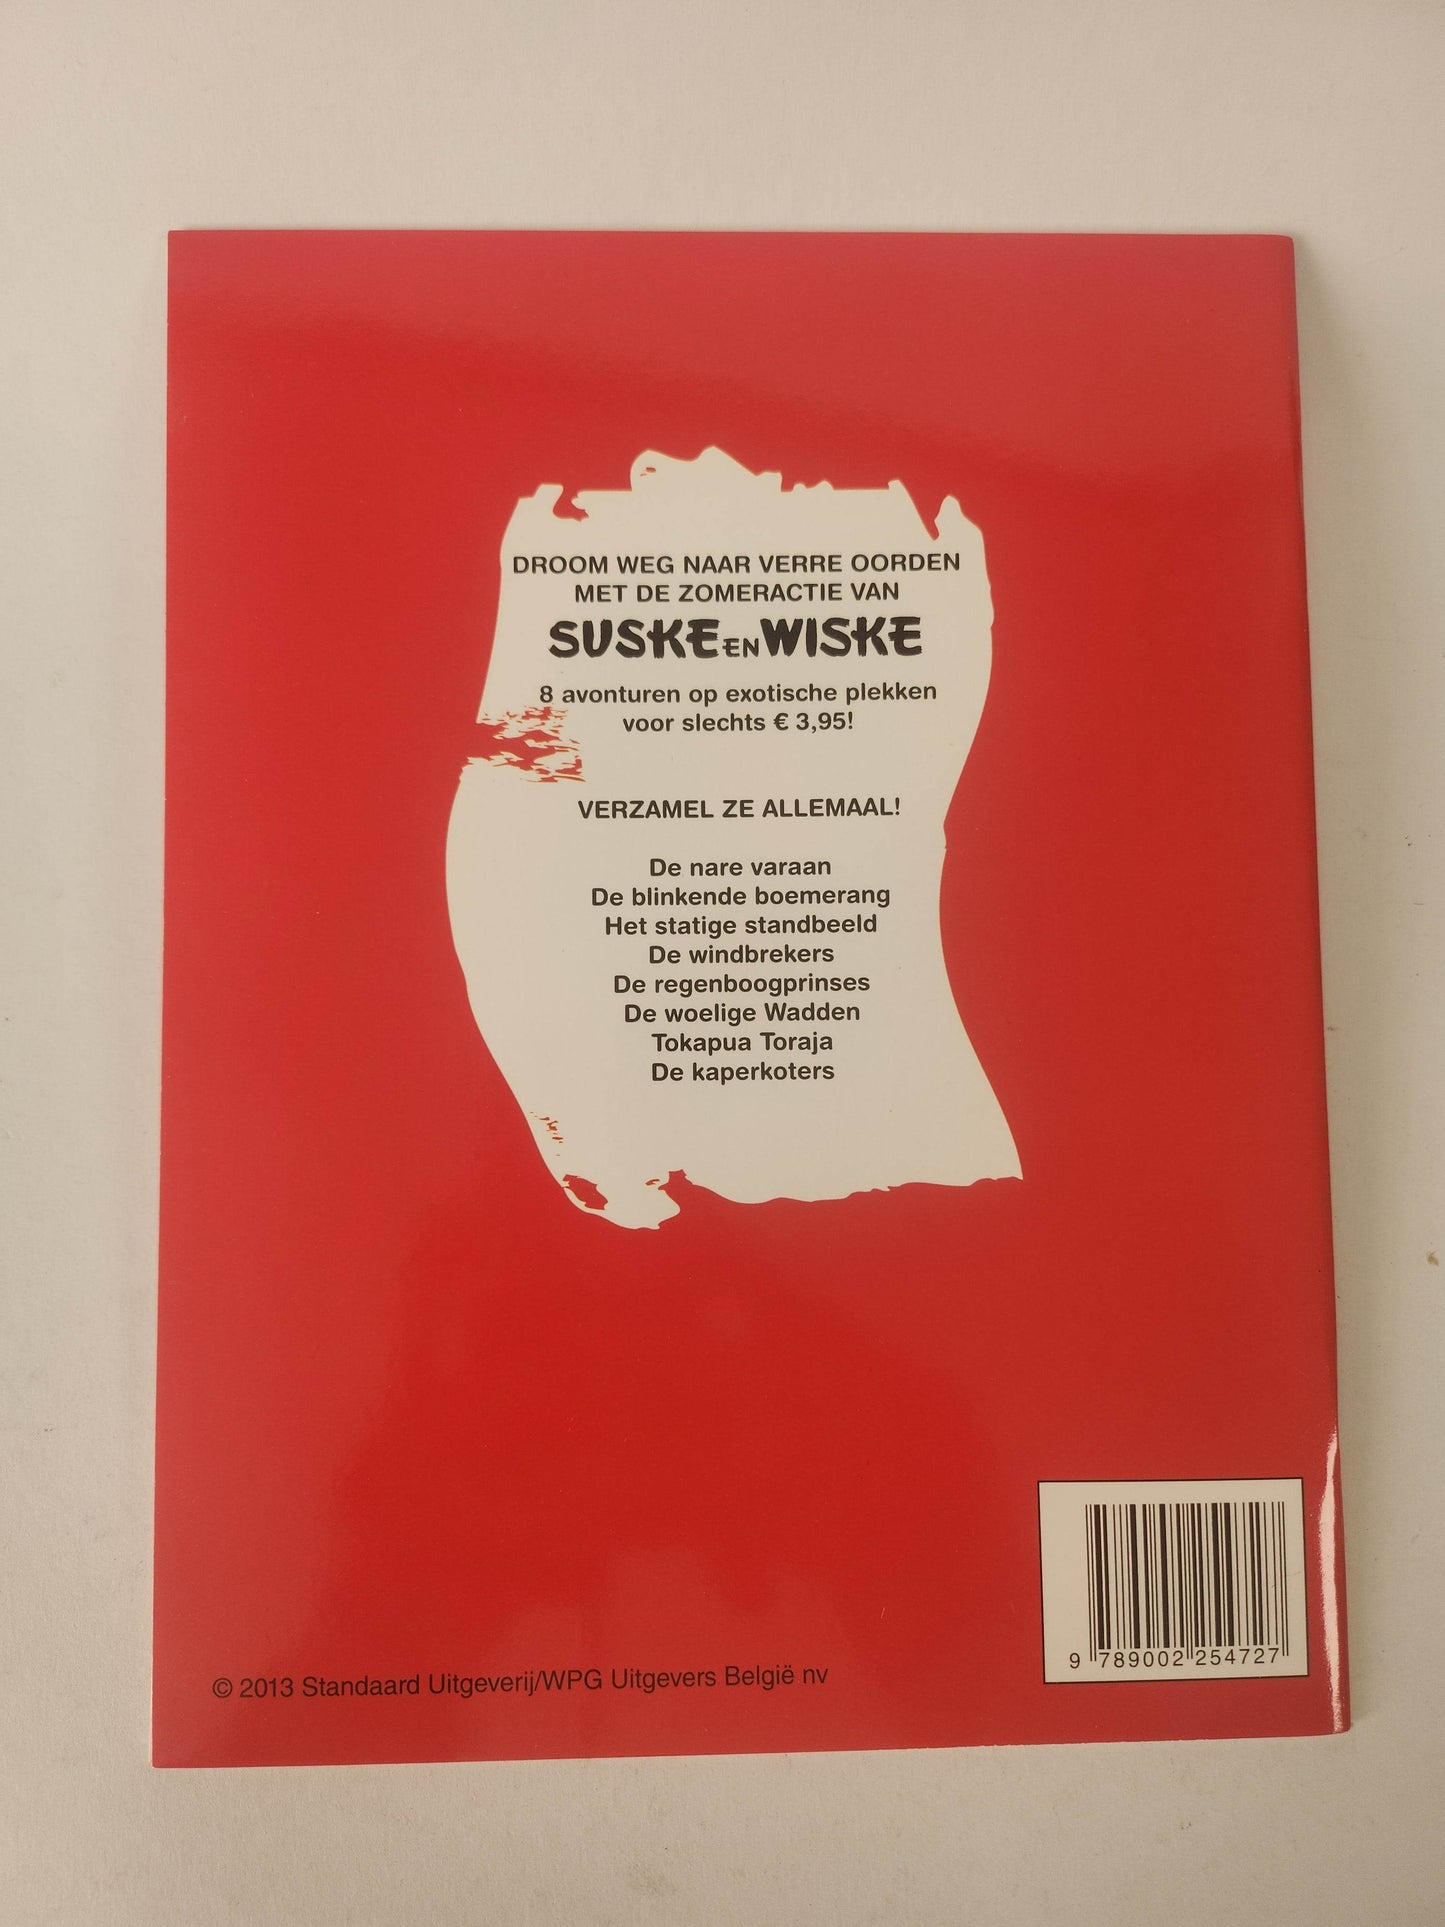 DROOM WEG NAAR VERRE OORDEN
MET DE ZOMERACTIE VAN
SUSKE EN WISKE
8 avonturen op exotische plekken
voor slechts € 3,95!
VERZAMEL ZE ALLEMAAL!
De nare varaan
De blinkende boemerang
Het statige standbeeld
De windbrekers
De regenboogprinses
De woelige Wadden
Tokapua Toraja
De kaperkoters
© 2013 Standaard Uitgeverij/WPG Uitgevers België nv
9 789002 254727